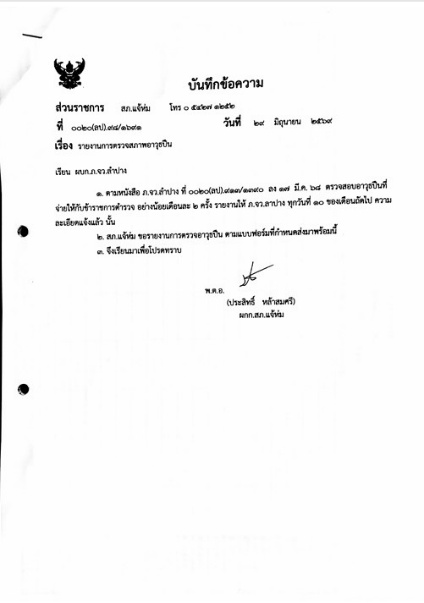 บันทึกข้อความ
ส่วนราชการ สภ.แจ้ห่ม โทร ๐ ๕๔๒๗ ๑๒๕๒
ที่ ๐๐๒๐(ลป).๙๘/๑๖๙๑ วันที่ ๒๙ มิถุนายน ๒๕๖๙
เรื่อง รายงานการตรวจสภาพอาวุธปืน
เรียน ผบก.ภ.จว.ลำปาง
๑. ตามหนังสือ ภ.จว.ลำปาง ที่ ๐๐๒๐(ลป).๙๑๗/๑๓๙๐ ลง ๑๗ มี.ค. ๖๘ ตรวจสอบอาวุธปืนที่
จ่ายให้กับข้าราชการตำรวจ อย่างน้อยเดือนละ ๒ ครั้ง รายงานให้ ภ.จว.ลำปาง ทุกวันที่ ๑๐ ของเดือนถัดไป ความ
ละเอียดแจ้งแล้ว นั้น
๒. สภ.แจ้ห่ม ขอรายงานการตรวจอาวุธปืน ตามแบบฟอร์มที่กำหนดส่งมาพร้อมนี้
๓. จึงเรียนมาเพื่อโปรดทราบ
พ.ต.อ.
(ประสิทธิ์ หล้าสมศรี)
ผกก.สภ.แจ้ห่ม